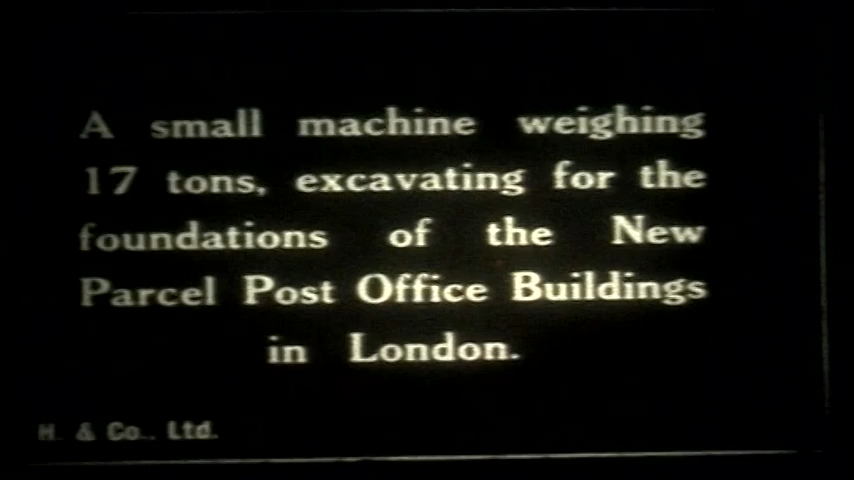 A small machine weighing
17 tons, excavating for the
foundations of the New
Parcel Post Office Buildings
in London.
H. & Co., Ltd.